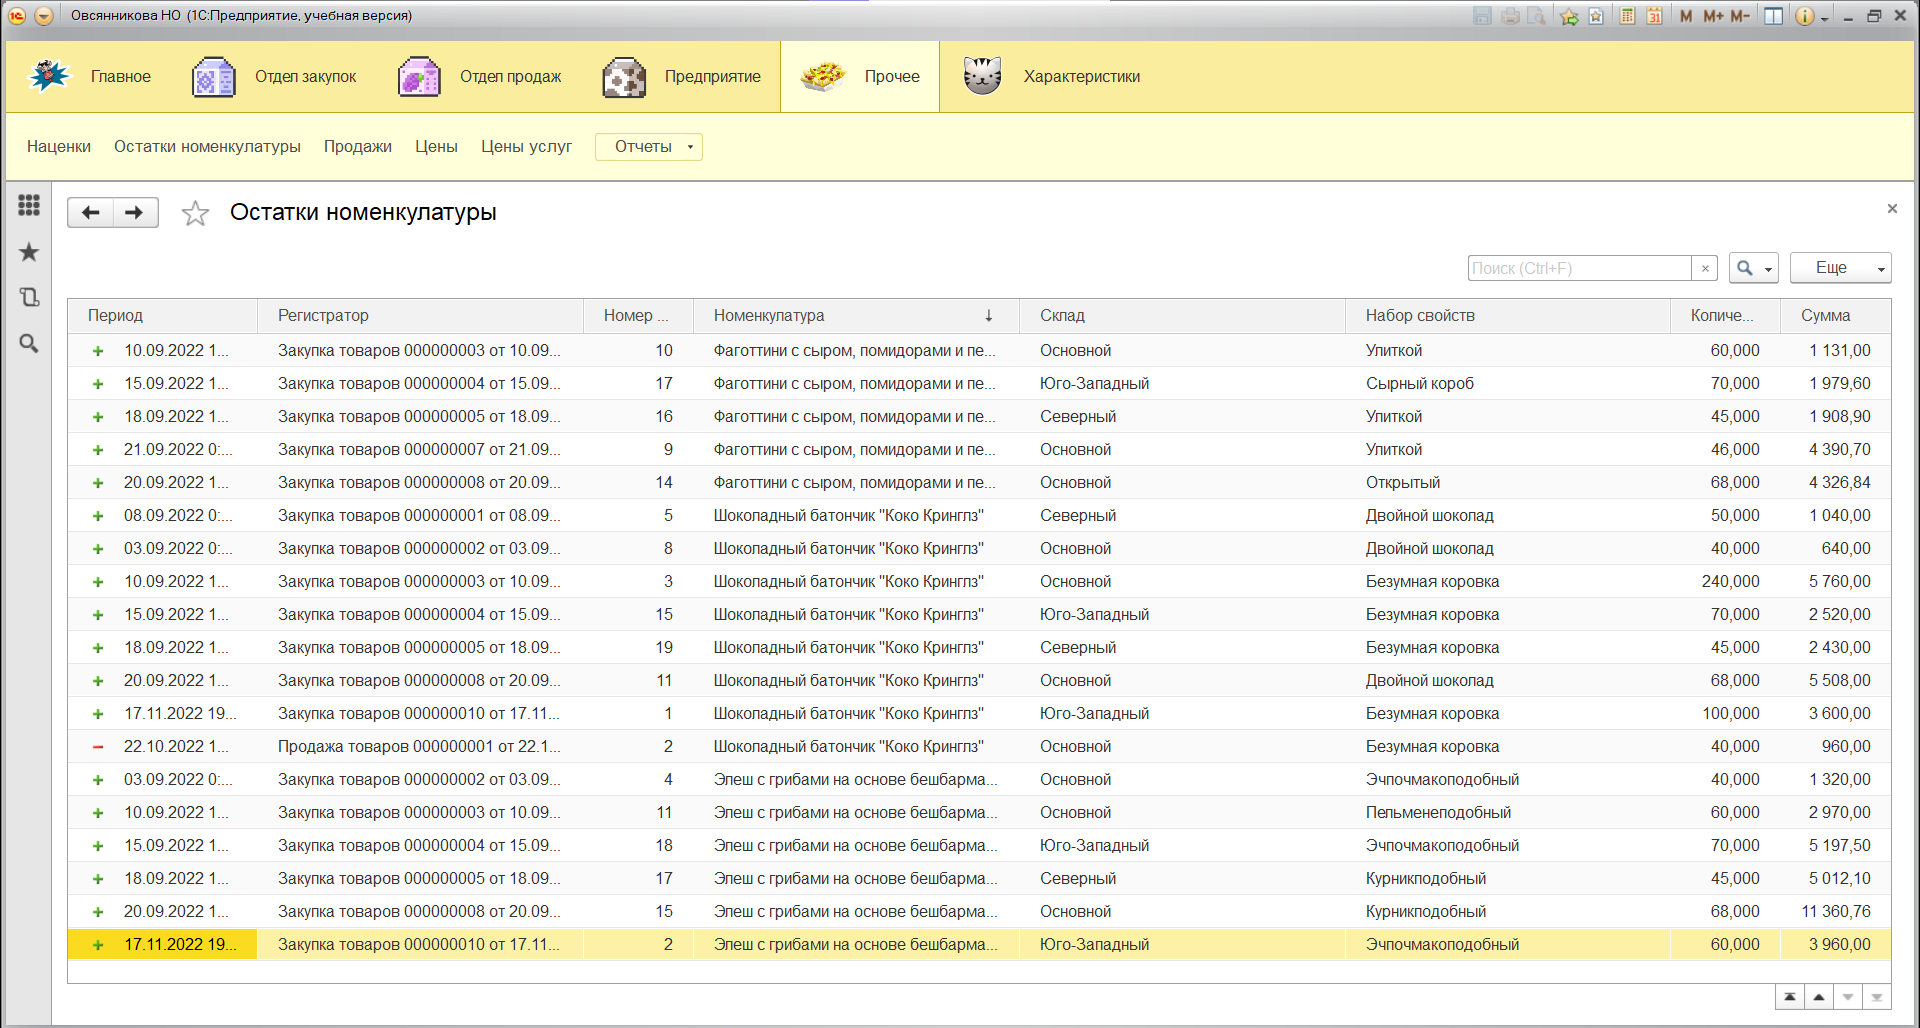 Овсянникова НО (1С:Предприятие, учебная версия)
M M+ M-
Главное Отдел закупок Отдел продаж Предприятие Прочее Характеристики
Наценки Остатки номенкулатуры Продажи Цены Цены услуг Отчеты
Остатки номенкулатуры
Поиск (Ctrl+F) × Еще
Период Регистратор Номер ... Номенкулатура ↓ Склад Набор свойств Количе... Сумма
10.09.2022 1... Закупка товаров 000000003 от 10.09... 10 Фаготтини с сыром, помидорами и пе... Основной Улиткой 60,000 1 131,00
15.09.2022 1... Закупка товаров 000000004 от 15.09... 17 Фаготтини с сыром, помидорами и пе... Юго-Западный Сырный короб 70,000 1 979,60
18.09.2022 1... Закупка товаров 000000005 от 18.09... 16 Фаготтини с сыром, помидорами и пе... Северный Улиткой 45,000 1 908,90
21.09.2022 0:... Закупка товаров 000000007 от 21.09... 9 Фаготтини с сыром, помидорами и пе... Основной Улиткой 46,000 4 390,70
20.09.2022 1... Закупка товаров 000000008 от 20.09... 14 Фаготтини с сыром, помидорами и пе... Основной Открытый 68,000 4 326,84
08.09.2022 0:... Закупка товаров 000000001 от 08.09... 5 Шоколадный батончик "Коко Кринглз" Северный Двойной шоколад 50,000 1 040,00
03.09.2022 0:... Закупка товаров 000000002 от 03.09... 8 Шоколадный батончик "Коко Кринглз" Основной Двойной шоколад 40,000 640,00
10.09.2022 1... Закупка товаров 000000003 от 10.09... 3 Шоколадный батончик "Коко Кринглз" Основной Безумная коровка 240,000 5 760,00
15.09.2022 1... Закупка товаров 000000004 от 15.09... 15 Шоколадный батончик "Коко Кринглз" Юго-Западный Безумная коровка 70,000 2 520,00
18.09.2022 1... Закупка товаров 000000005 от 18.09... 19 Шоколадный батончик "Коко Кринглз" Северный Безумная коровка 45,000 2 430,00
20.09.2022 1... Закупка товаров 000000008 от 20.09... 11 Шоколадный батончик "Коко Кринглз" Основной Двойной шоколад 68,000 5 508,00
17.11.2022 19... Закупка товаров 000000010 от 17.11... 1 Шоколадный батончик "Коко Кринглз" Юго-Западный Безумная коровка 100,000 3 600,00
22.10.2022 1... Продажа товаров 000000001 от 22.1... 2 Шоколадный батончик "Коко Кринглз" Основной Безумная коровка 40,000 960,00
03.09.2022 0:... Закупка товаров 000000002 от 03.09... 4 Элеш с грибами на основе бешбарма... Основной Эчпочмакоподобный 40,000 1 320,00
10.09.2022 1... Закупка товаров 000000003 от 10.09... 11 Элеш с грибами на основе бешбарма... Основной Пельменеподобный 60,000 2 970,00
15.09.2022 1... Закупка товаров 000000004 от 15.09... 18 Элеш с грибами на основе бешбарма... Юго-Западный Эчпочмакоподобный 70,000 5 197,50
18.09.2022 1... Закупка товаров 000000005 от 18.09... 17 Элеш с грибами на основе бешбарма... Северный Курникподобный 45,000 5 012,10
20.09.2022 1... Закупка товаров 000000008 от 20.09... 15 Элеш с грибами на основе бешбарма... Основной Курникподобный 68,000 11 360,76
17.11.2022 19... Закупка товаров 000000010 от 17.11... 2 Элеш с грибами на основе бешбарма... Юго-Западный Эчпочмакоподобный 60,000 3 960,00